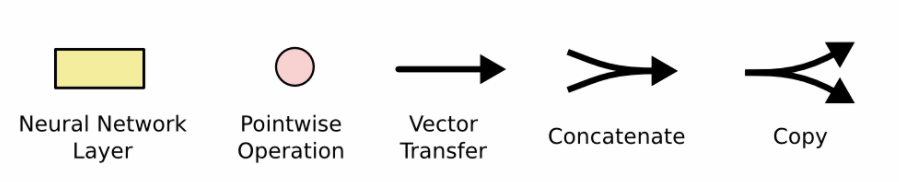 Neural Network
Layer
Pointwise
Operation
Vector
Transfer
Concatenate
Copy